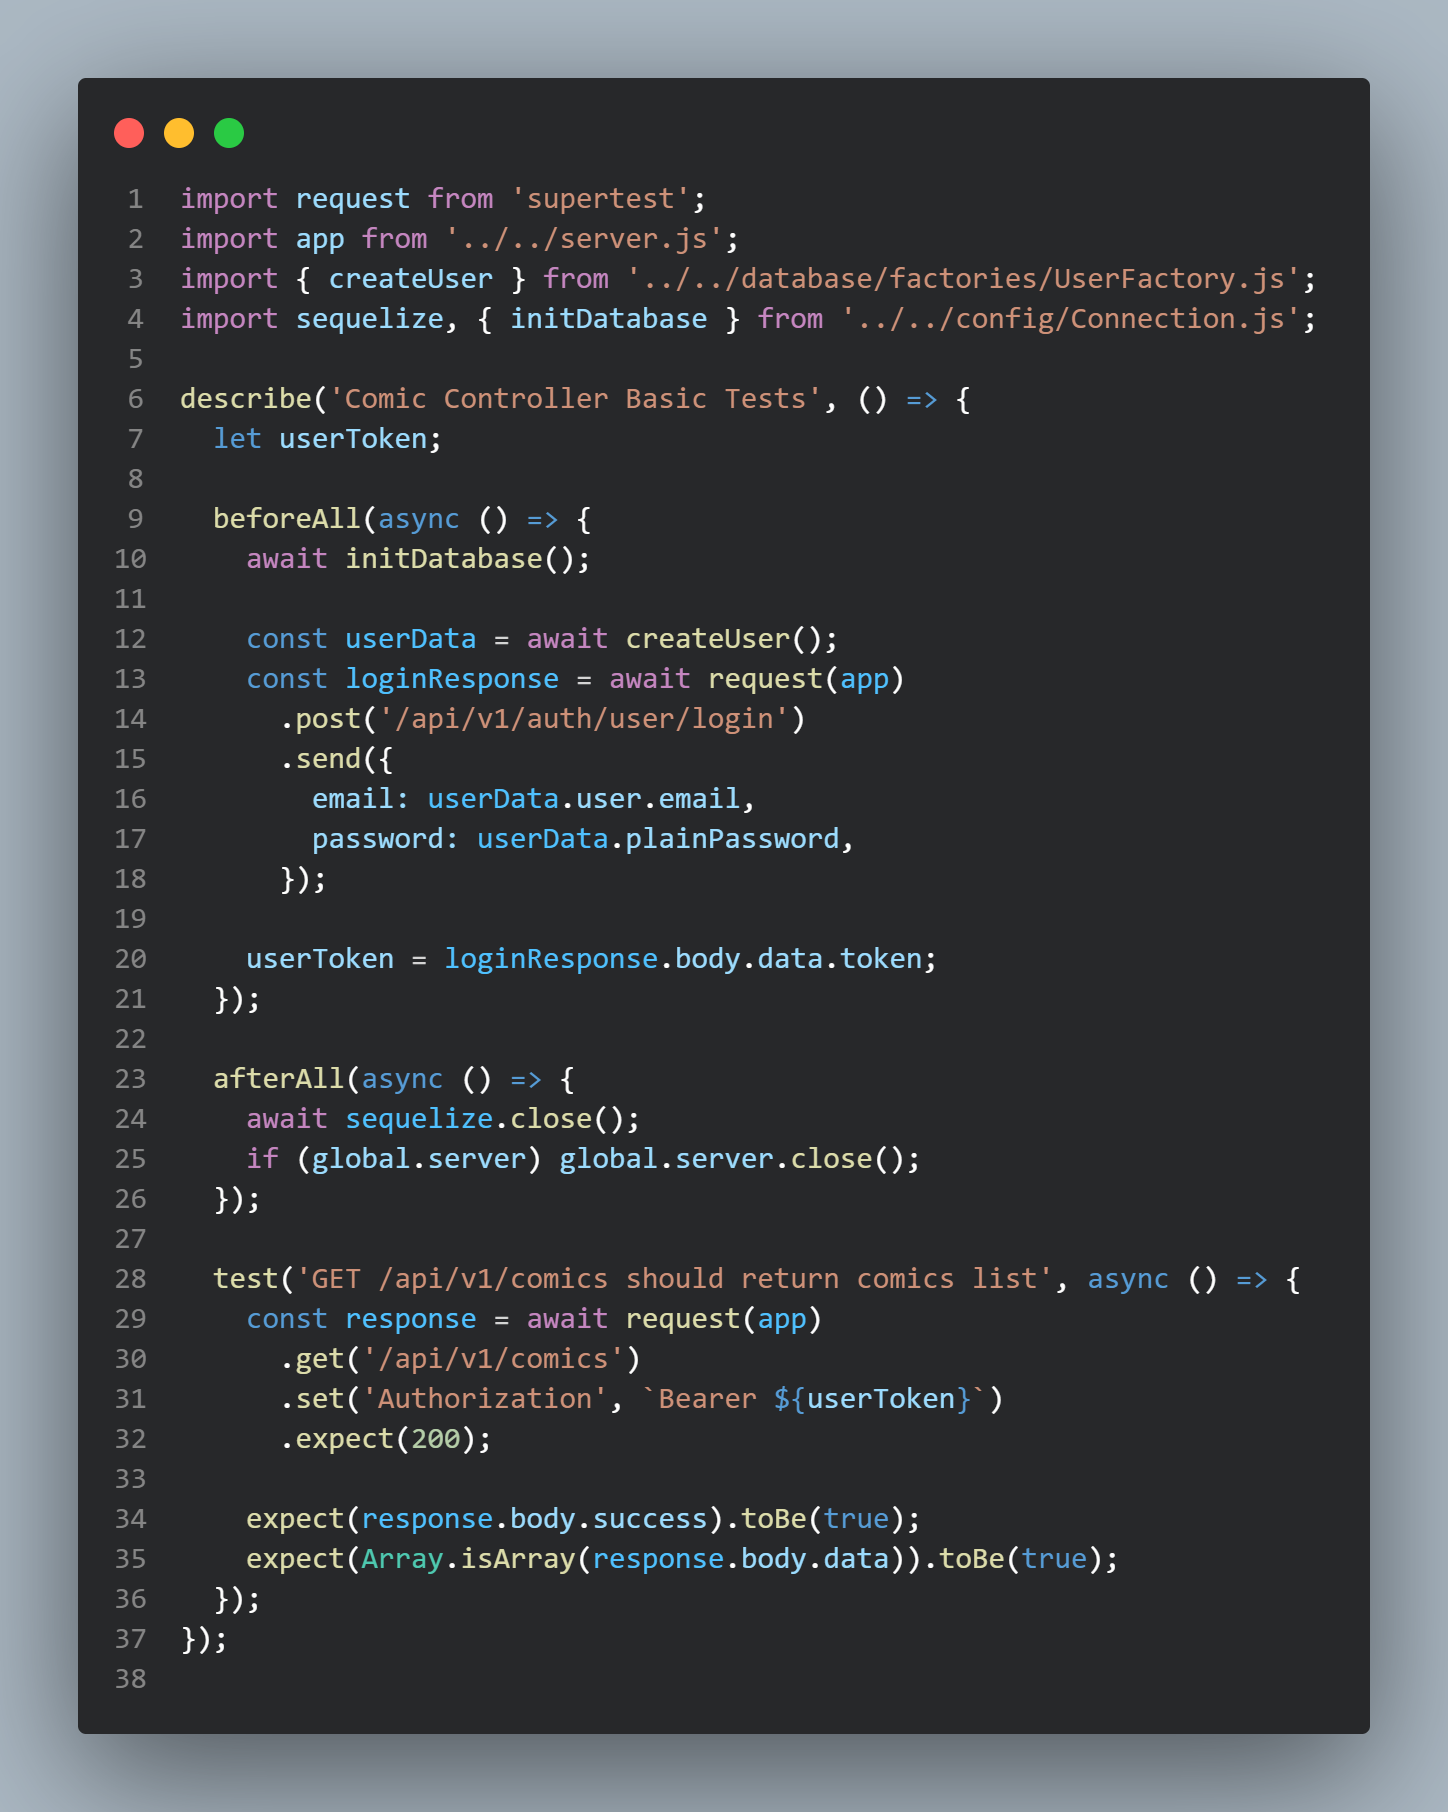 1 import request from 'supertest';
2 import app from '../../server.js';
3 import { createUser } from '../../database/factories/UserFactory.js';
4 import sequelize, { initDatabase } from '../../config/Connection.js';
5
6 describe('Comic Controller Basic Tests', () => {
7   let userToken;
8
9   beforeAll(async () => {
10     await initDatabase();
11
12     const userData = await createUser();
13     const loginResponse = await request(app)
14       .post('/api/v1/auth/user/login')
15       .send({
16         email: userData.user.email,
17         password: userData.plainPassword,
18       });
19
20     userToken = loginResponse.body.data.token;
21   });
22
23   afterAll(async () => {
24     await sequelize.close();
25     if (global.server) global.server.close();
26   });
27
28   test('GET /api/v1/comics should return comics list', async () => {
29     const response = await request(app)
30       .get('/api/v1/comics')
31       .set('Authorization', `Bearer ${userToken}`)
32       .expect(200);
33
34     expect(response.body.success).toBe(true);
35     expect(Array.isArray(response.body.data)).toBe(true);
36   });
37 });
38